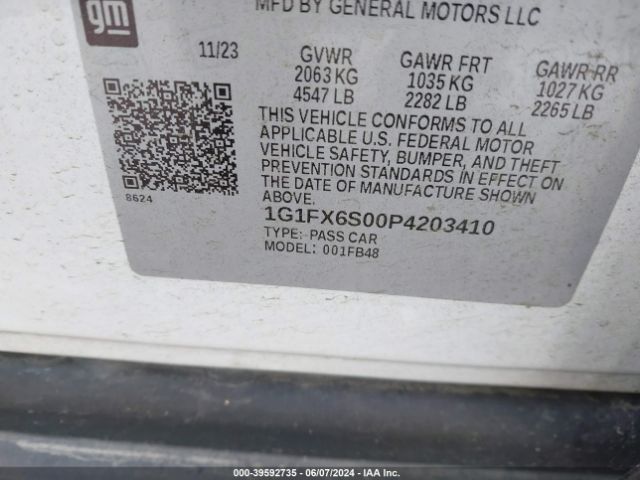 gm
MFD BY GENERAL MOTORS LLC
11/23 GVWR GAWR FRT GAWR RR
2063 KG 1035 KG 1027 KG
4547 LB 2282 LB 2265 LB
THIS VEHICLE CONFORMS TO ALL
APPLICABLE U.S. FEDERAL MOTOR
VEHICLE SAFETY, BUMPER, AND THEFT
PREVENTION STANDARDS IN EFFECT ON
THE DATE OF MANUFACTURE SHOWN
ABOVE.
8624
1G1FX6S00P4203410
TYPE: PASS CAR
MODEL: 001FB48
000-39592735 - 06/07/2024 - IAA Inc.